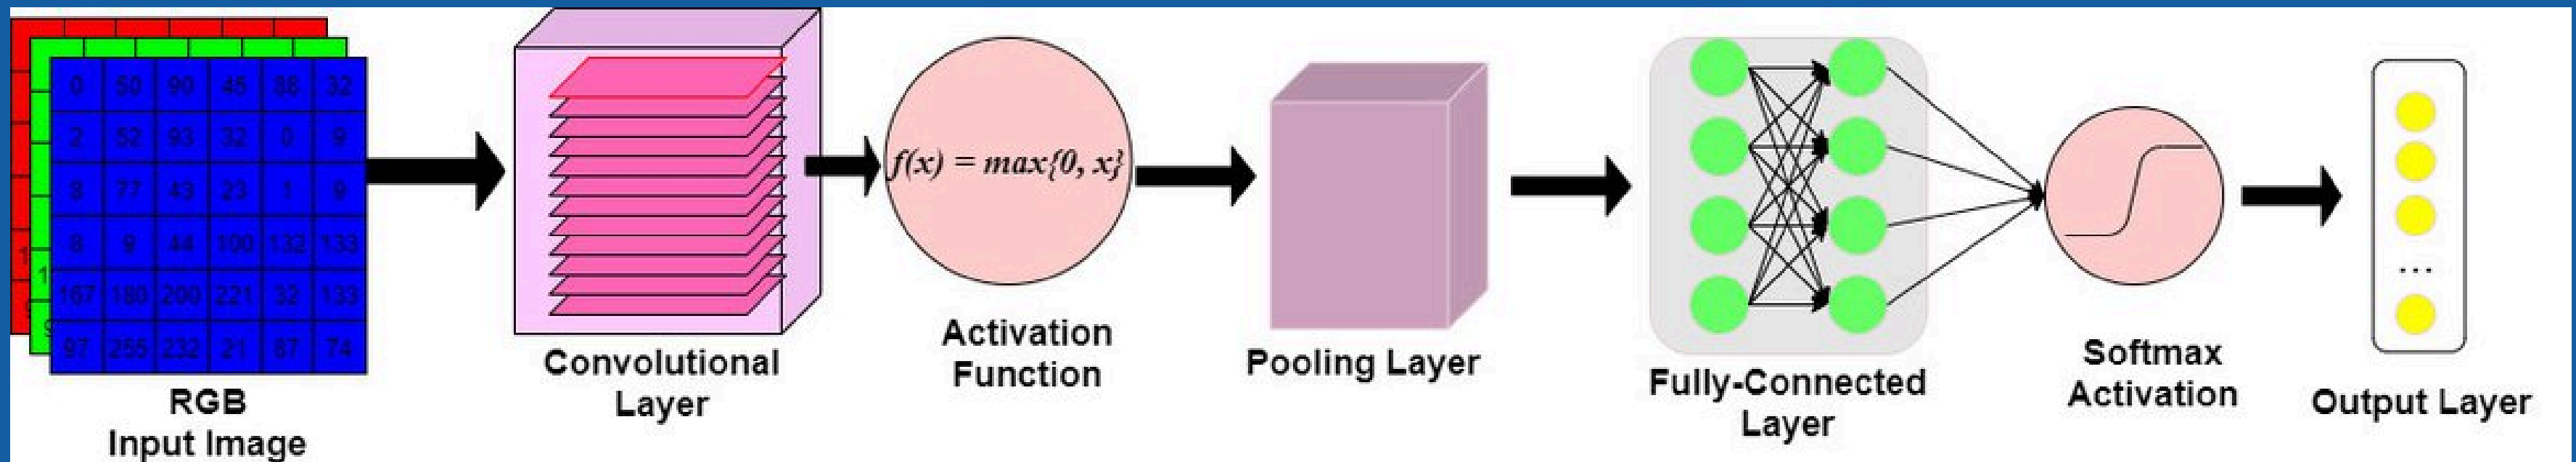 0 50 90 45 88 32
2 52 93 32 0 9
8 77 43 23 1 9
8 9 44 100 132 133
167 180 200 221 32 133
97 255 232 21 87 74
RGB
Input Image
Convolutional
Layer
f(x) = max{0, x}
Activation
Function
Pooling Layer
Fully-Connected
Layer
Softmax
Activation
...
Output Layer